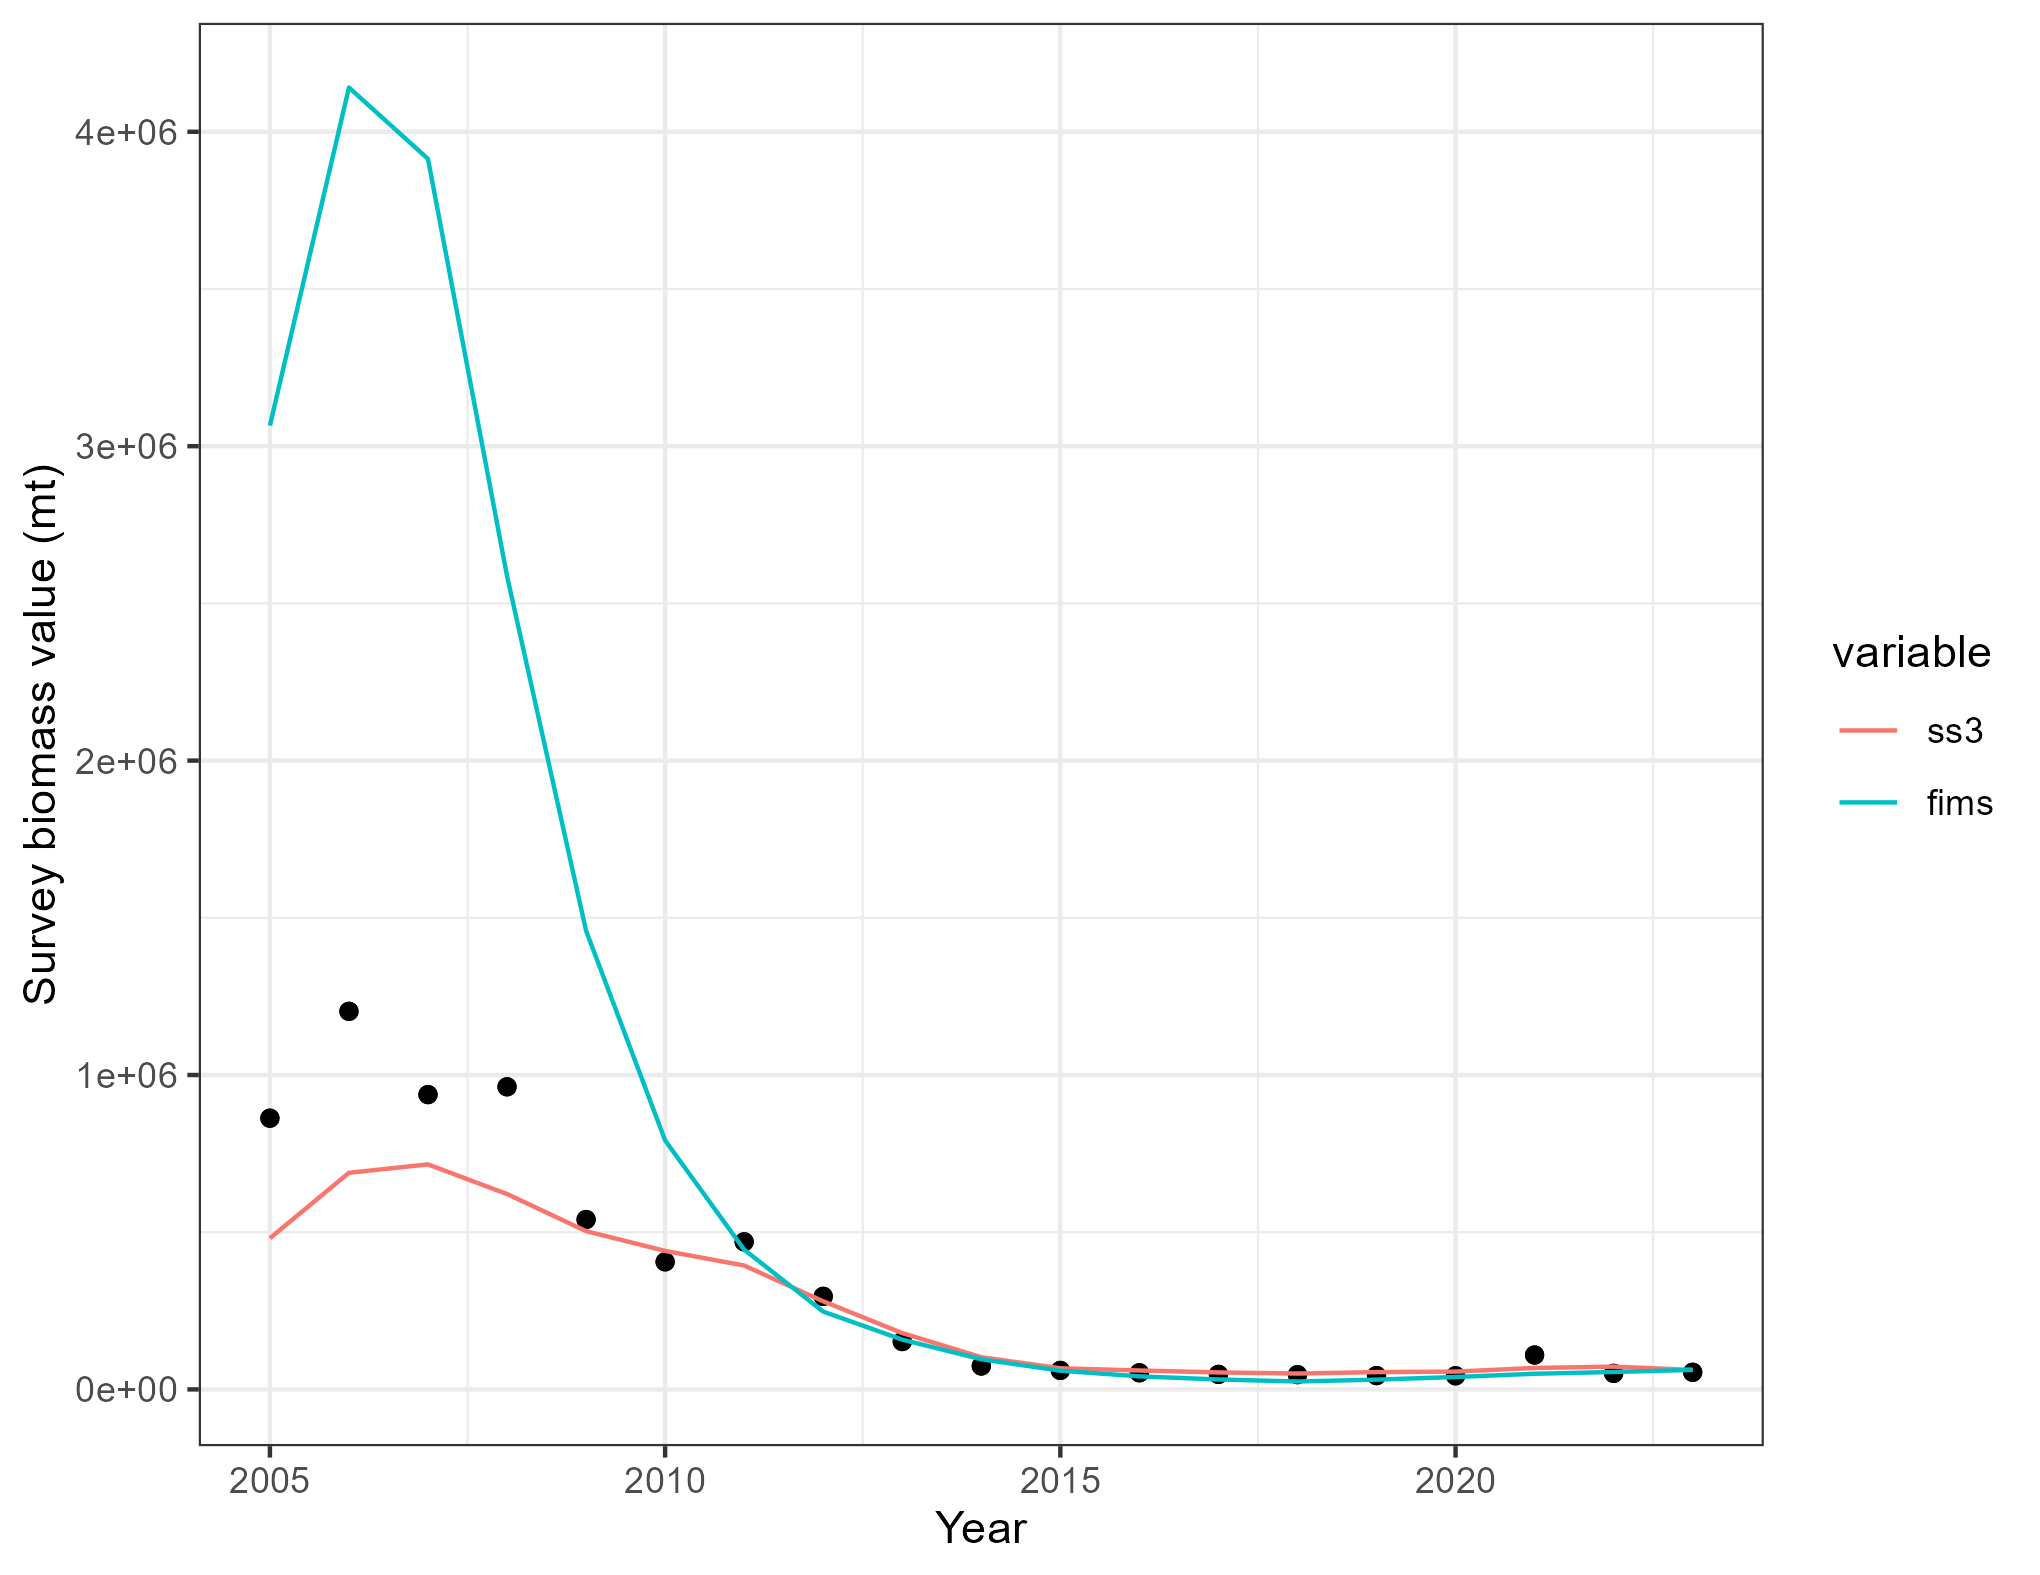 4e+06
3e+06
2e+06
1e+06
0e+00
Survey biomass value (mt)
2005
2010
2015
2020
Year
variable
ss3
fims